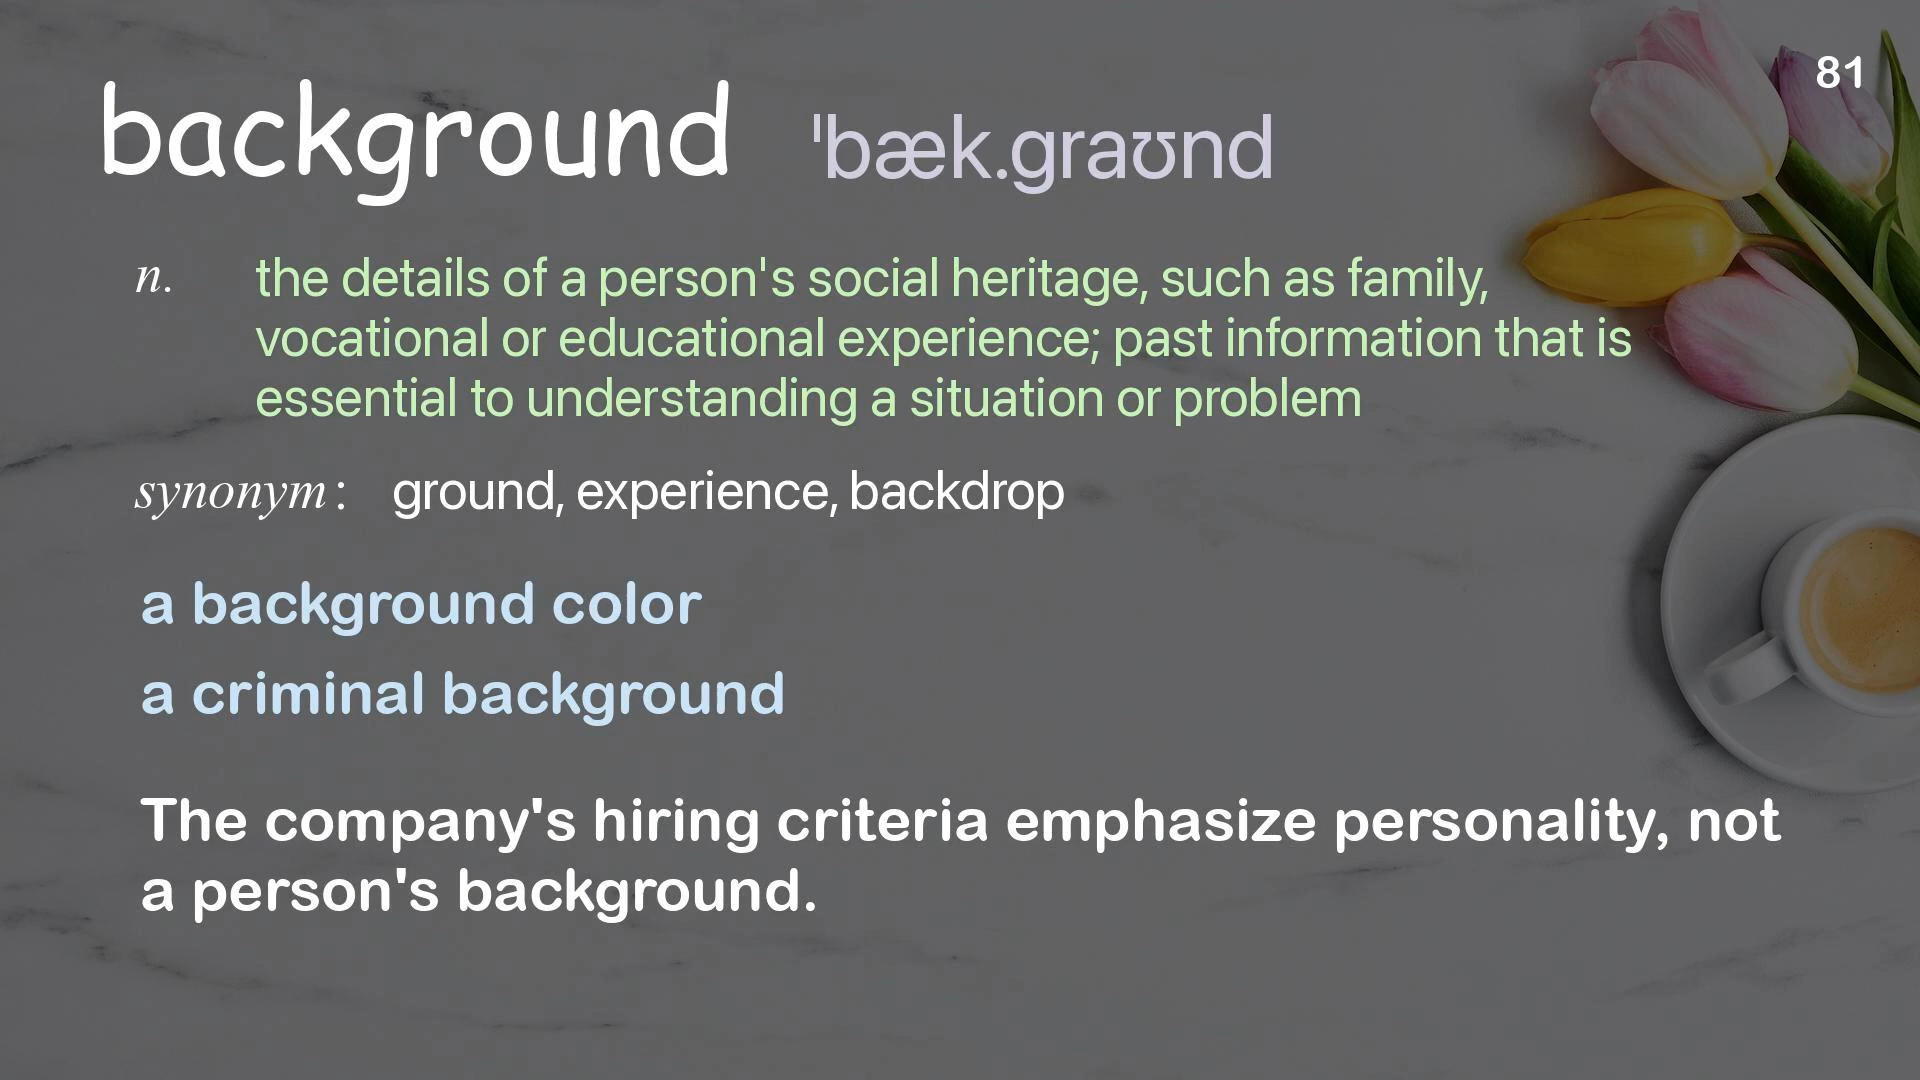 81
background ˈbæk.graʊnd
n. the details of a person's social heritage, such as family,
vocational or educational experience; past information that is
essential to understanding a situation or problem
synonym : ground, experience, backdrop
a background color
a criminal background
The company's hiring criteria emphasize personality, not
a person's background.